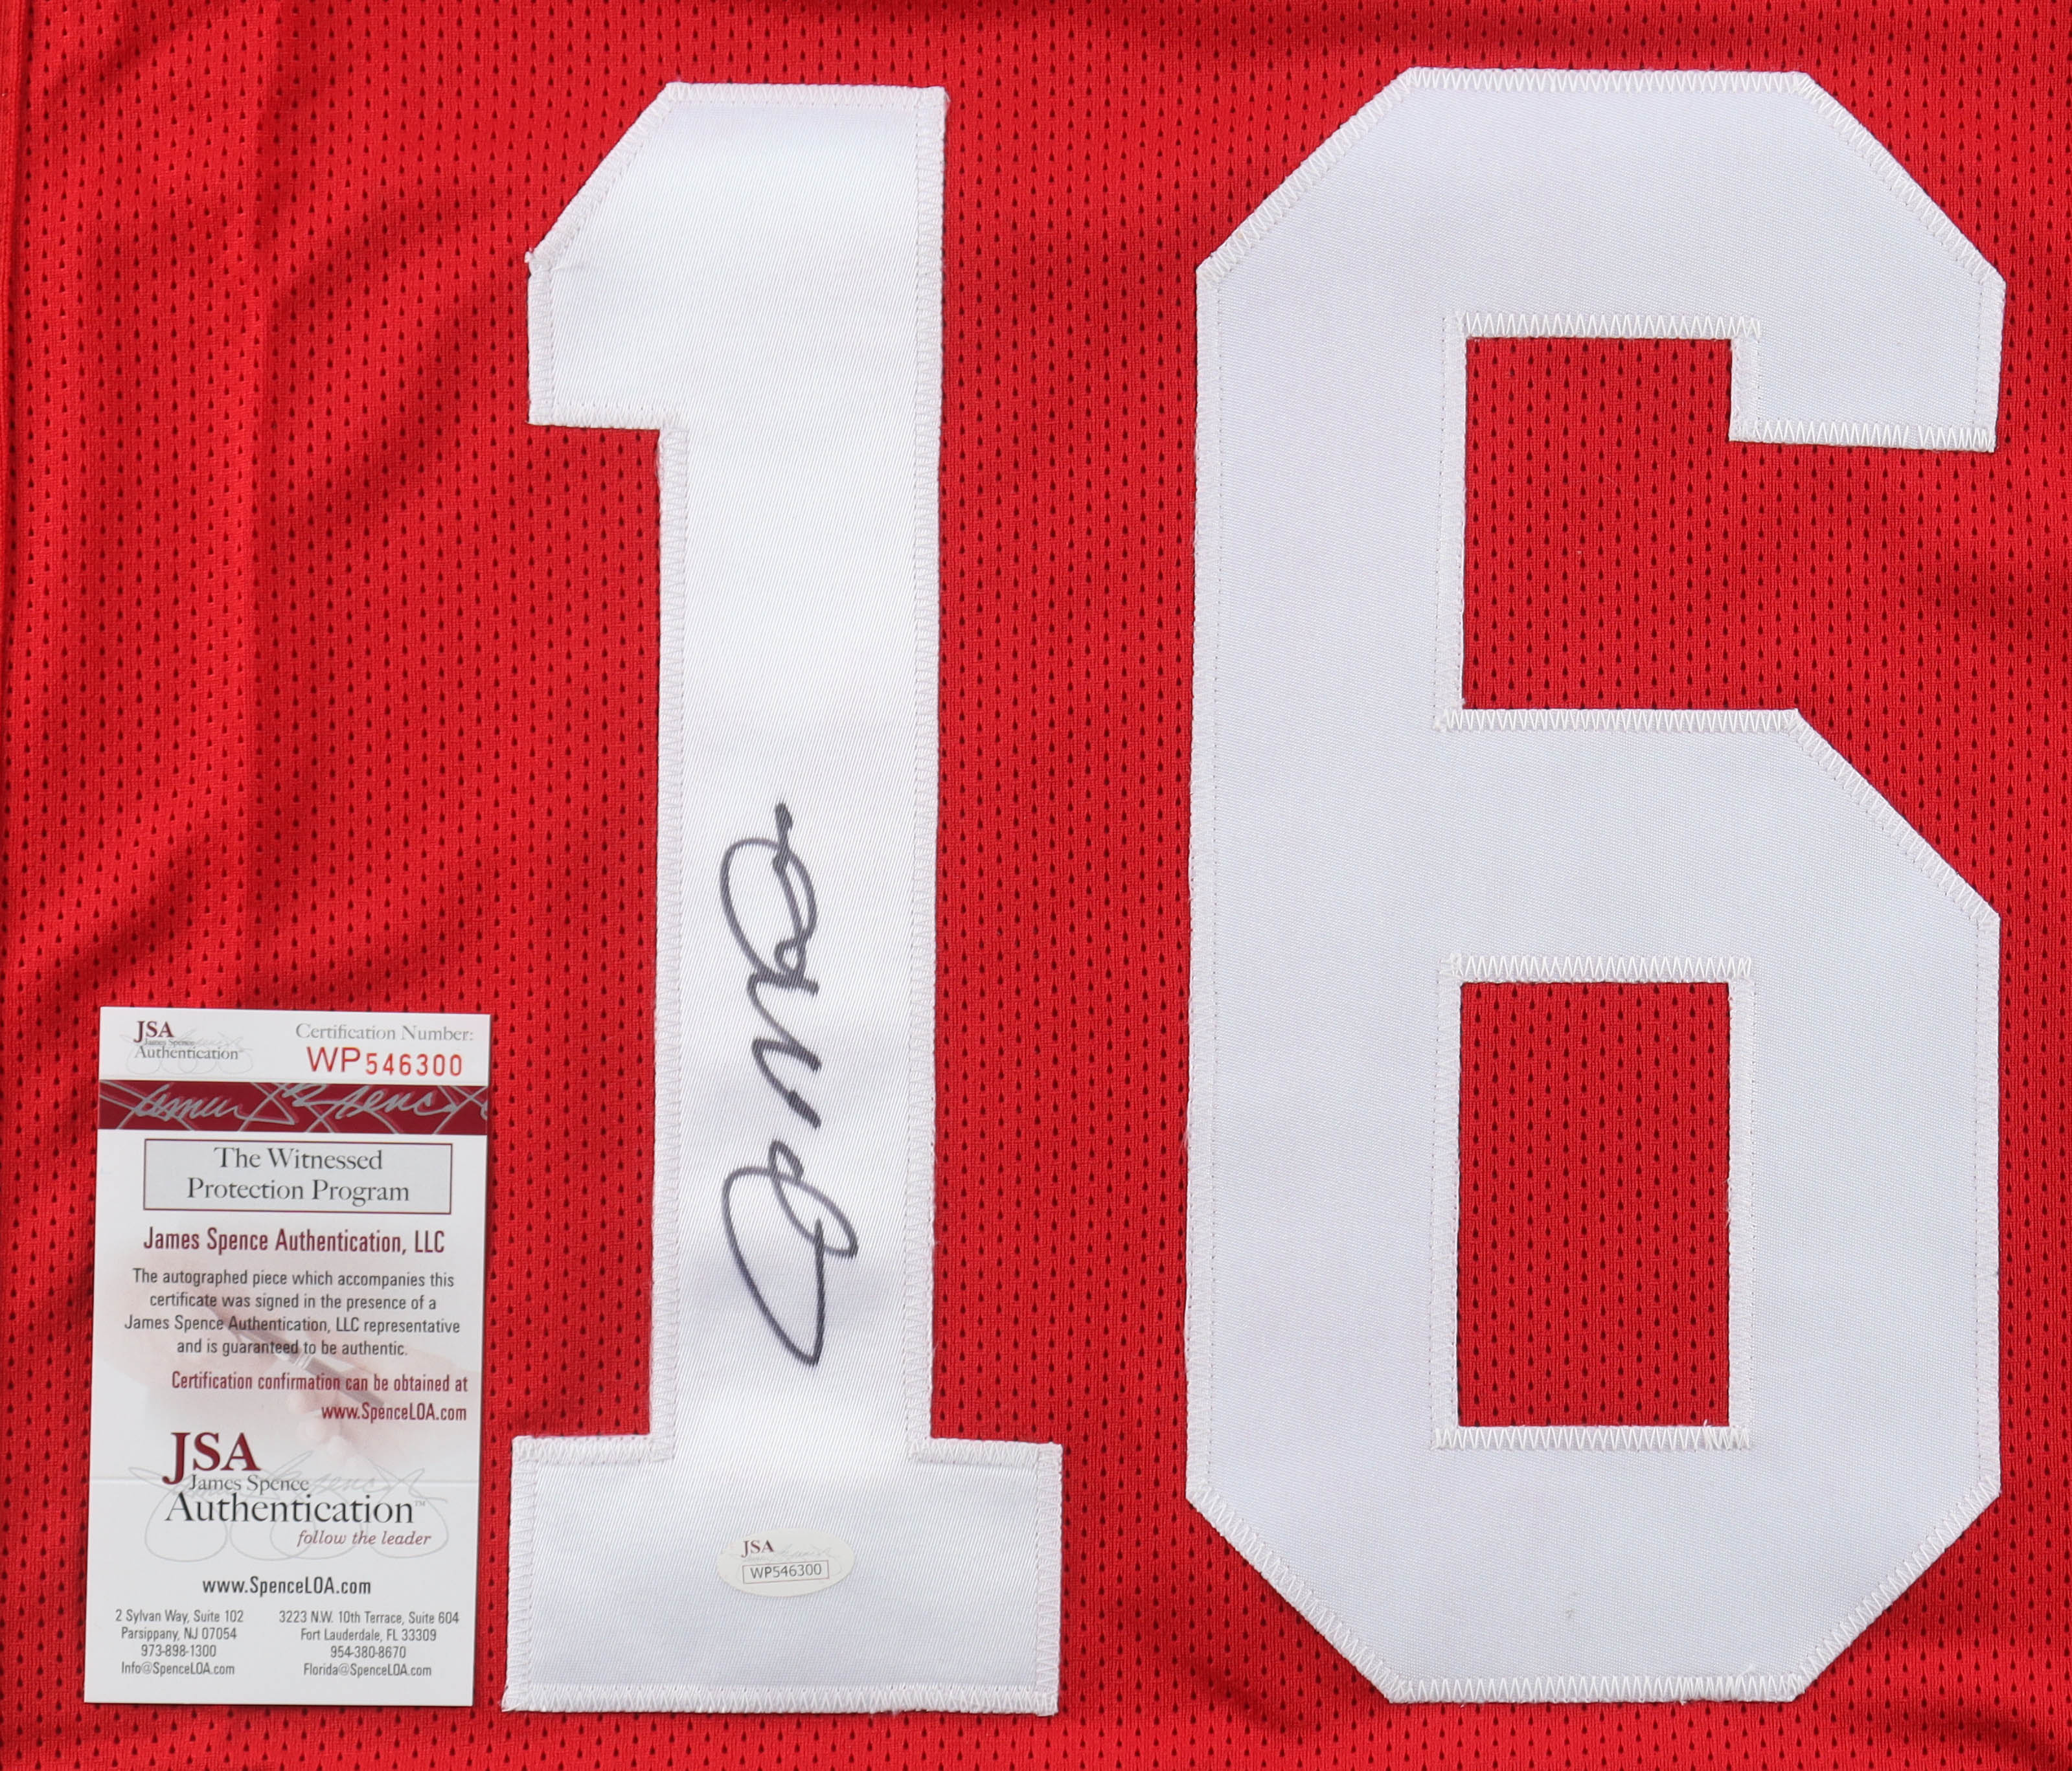 16
JSA
James Spence
Authentication
Certification Number:
WP546300
James Spence
The Witnessed
Protection Program
James Spence Authentication, LLC
The autographed piece which accompanies this
certificate was signed in the presence of a
James Spence Authentication, LLC representative
and is guaranteed to be authentic.
Certification confirmation can be obtained at
www.SpenceLOA.com
JSA
James Spence
Authentication™
follow the leader
www.SpenceLOA.com
2 Sylvan Way, Suite 102
Parsippany, NJ 07054
973-898-1300
Info@SpenceLOA.com
3223 N.W. 10th Terrace, Suite 604
Fort Lauderdale, FL 33309
954-380-8670
Florida@SpenceLOA.com
JSA
WP546300